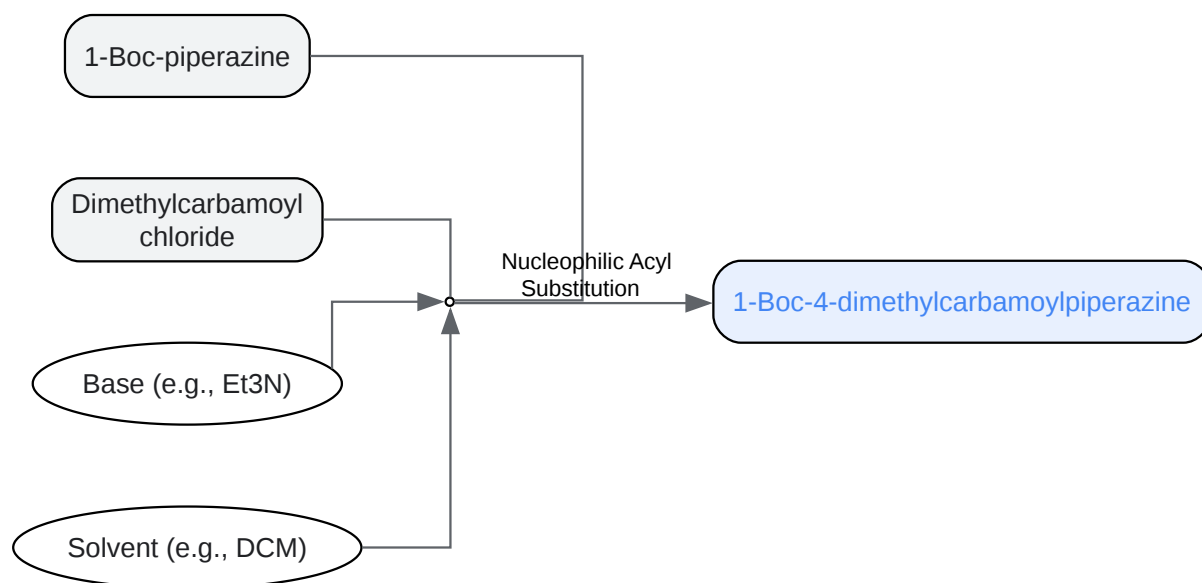 1-Boc-piperazine
Dimethylcarbamoyl
chloride
Nucleophilic Acyl
Substitution
1-Boc-4-dimethylcarbamoylpiperazine
Base (e.g., Et3N)
Solvent (e.g., DCM)